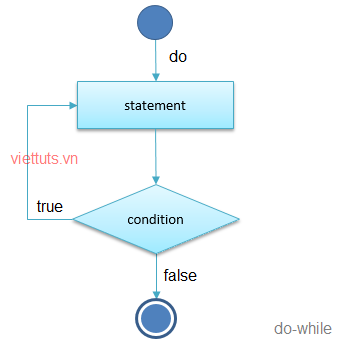 do
statement
viettuts.vn
true
condition
false
do-while